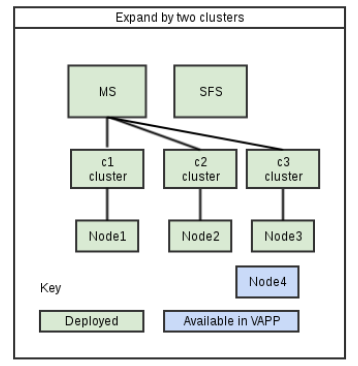 Expand by two clusters
MS
SFS
c1
cluster
c2
cluster
c3
cluster
Node1
Node2
Node3
Node4
Key
Deployed
Available in VAPP